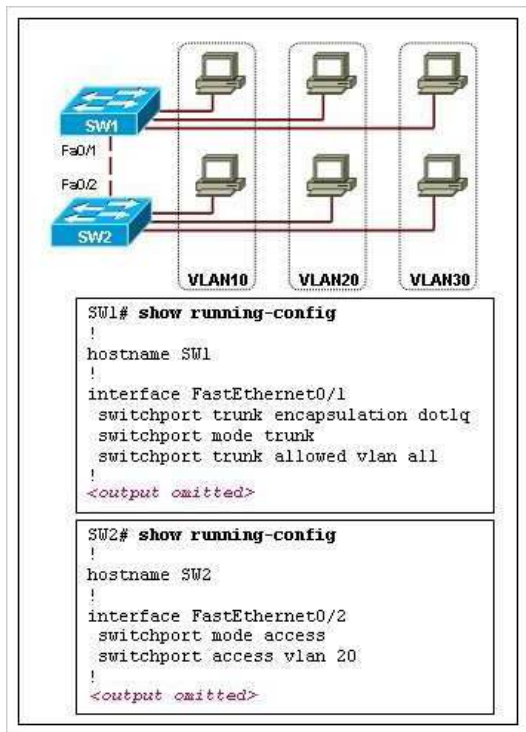 SW1
Fa0/1
Fa0/2
SW2
VLAN10 VLAN20 VLAN30
SW1# show running-config
!
hostname SW1
!
interface FastEthernet0/1
switchport trunk encapsulation dot1q
switchport mode trunk
switchport trunk allowed vlan all
!
<output omitted>
SW2# show running-config
!
hostname SW2
!
interface FastEthernet0/2
switchport mode access
switchport access vlan 20
!
<output omitted>